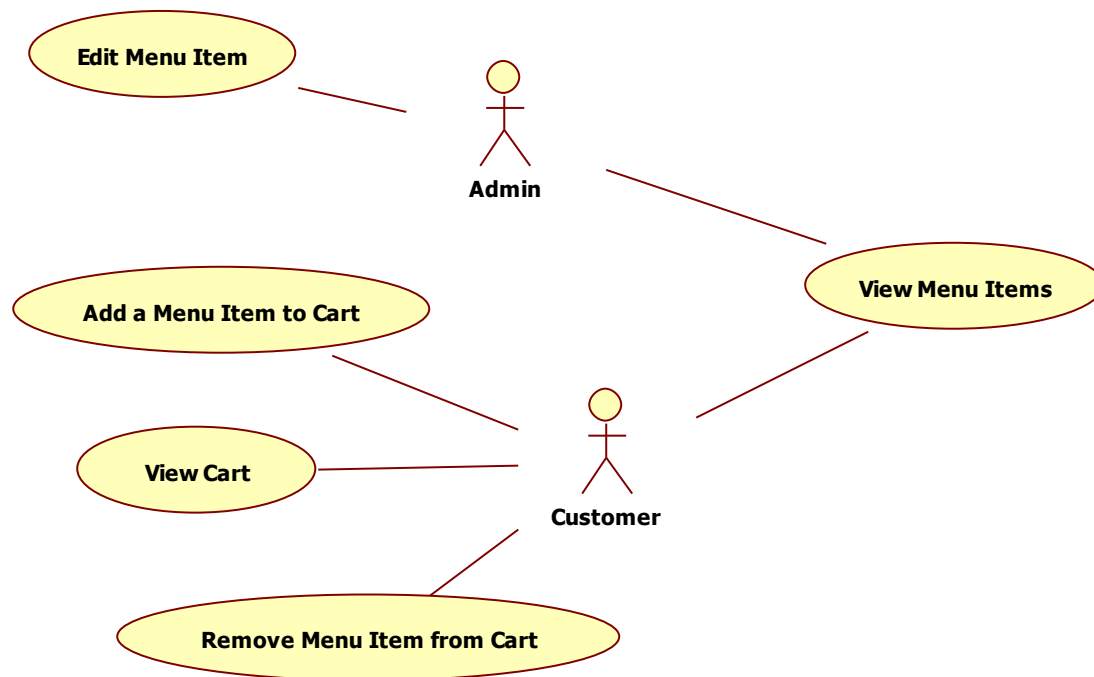 Edit Menu Item
Admin
View Menu Items
Add a Menu Item to Cart
View Cart
Customer
Remove Menu Item from Cart